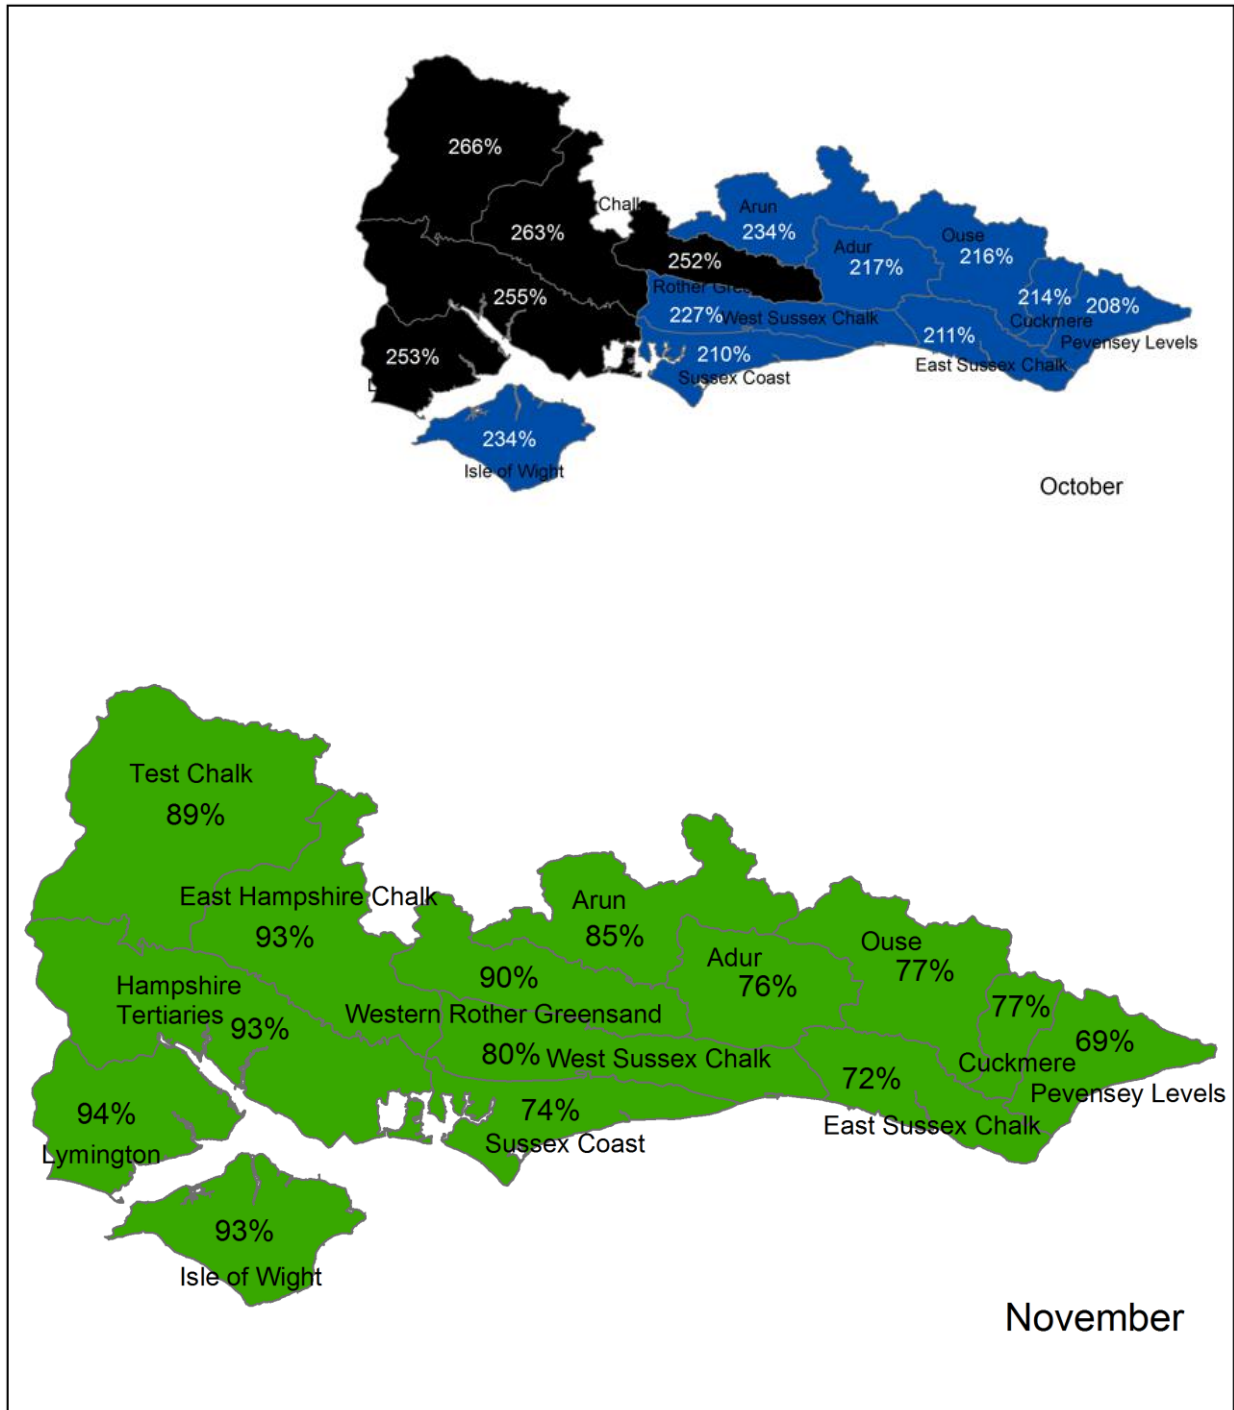 266%
Chalk
263%
Arun
234%
Ouse
216%
Adur
217%
252%
Rother Gre
255%
227%
West Sussex Chalk
214%
208%
Cuckmere
211%
Pevensey Levels
253%
210%
East Sussex Chalk
Sussex Coast
L
234%
Isle of Wight
October
Test Chalk
89%
East Hampshire Chalk
93%
Arun
85%
Ouse
77%
Adur
76%
90%
Hampshire
Tertiaries
93%
Western Rother Greensand
77%
69%
80%
West Sussex Chalk
Cuckmere
72%
Pevensey Levels
94%
74%
East Sussex Chalk
Lymington
Sussex Coast
93%
Isle of Wight
November